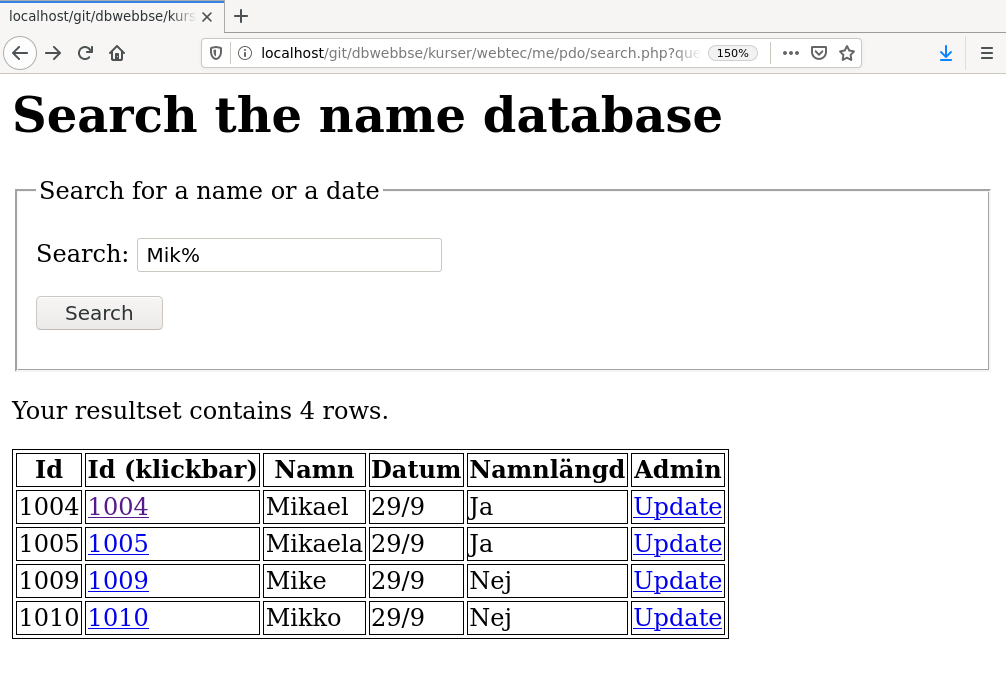 localhost/git/dbwebbse/kurs
localhost/git/dbwebbse/kurser/webtec/me/pdo/search.php?que 150%
Search the name database
Search for a name or a date
Search: Mik%
Search
Your resultset contains 4 rows.
Id Id (klickbar) Namn Datum Namnlängd Admin
1004 1004 Mikael 29/9 Ja Update
1005 1005 Mikaela 29/9 Ja Update
1009 1009 Mike 29/9 Nej Update
1010 1010 Mikko 29/9 Nej Update